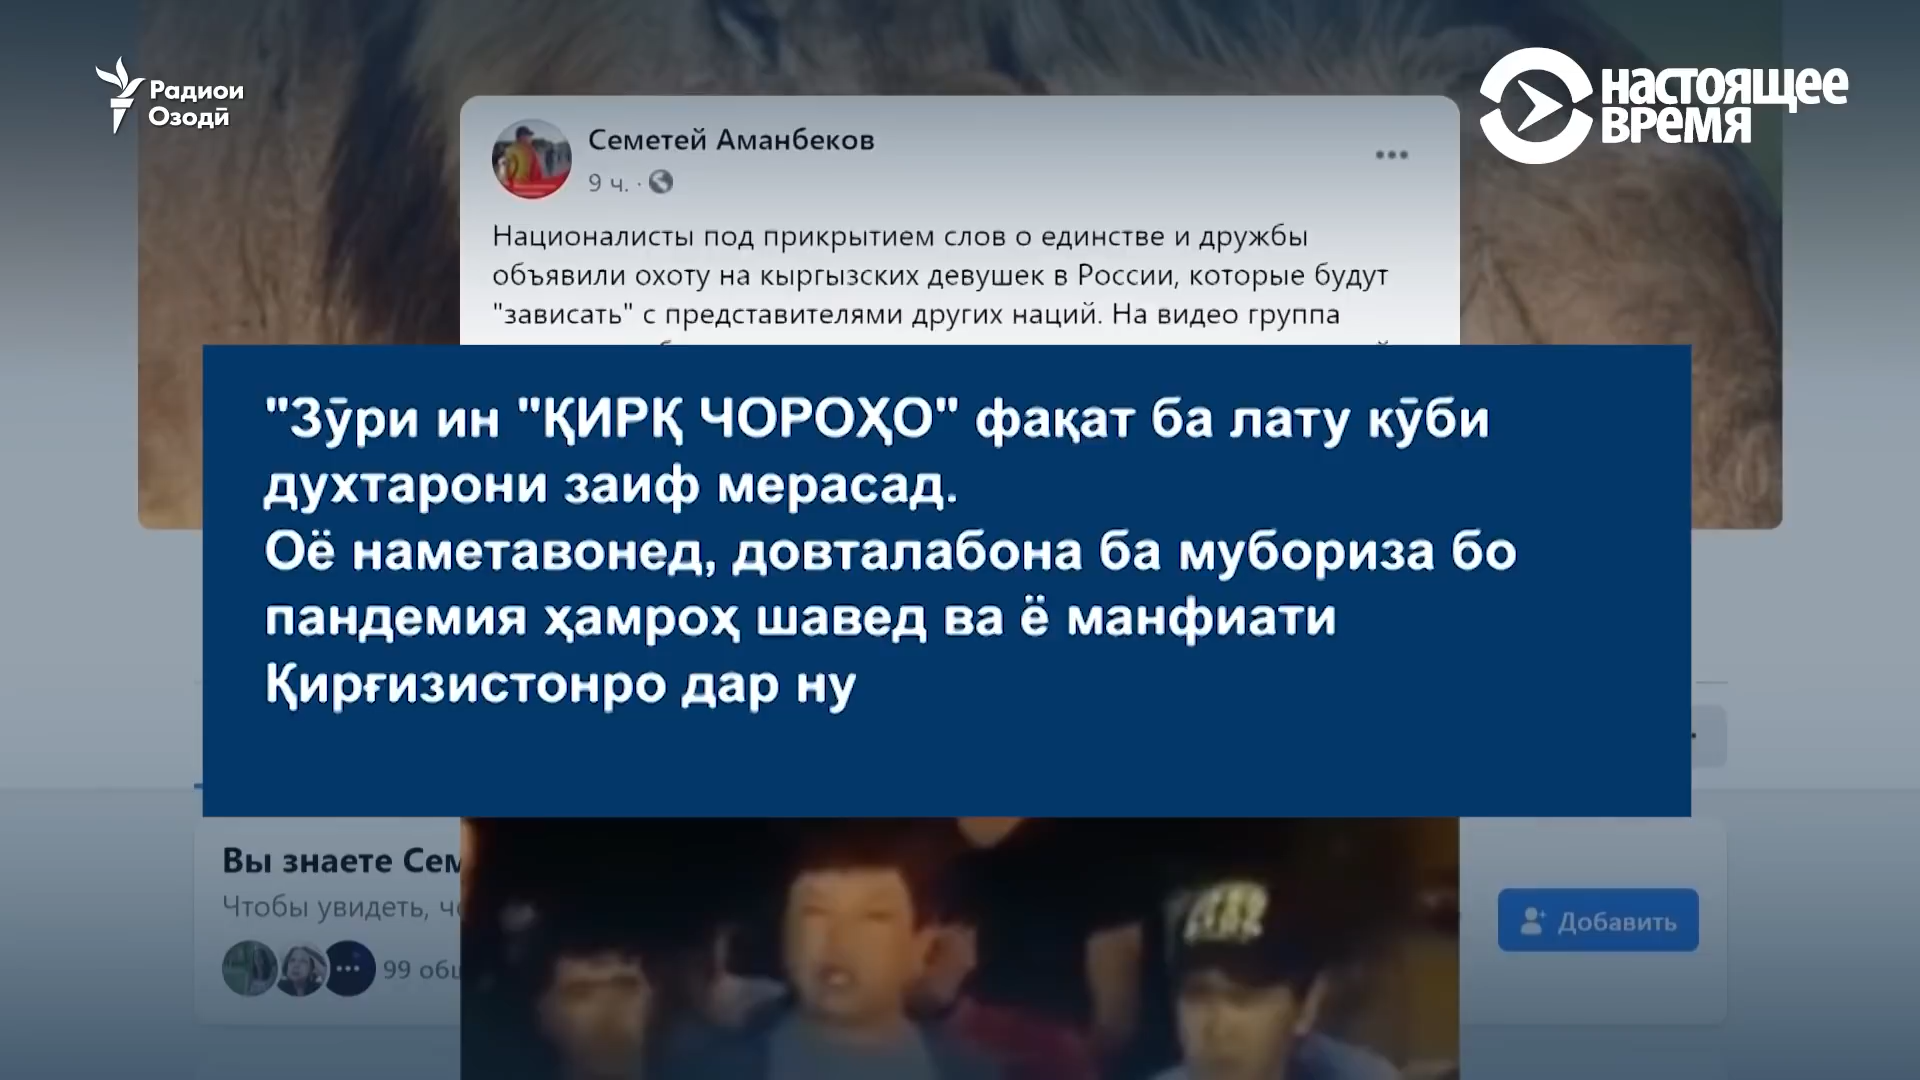 Радиои
Озодӣ
НАСТОЯЩЕЕ
ВРЕМЯ
Семетей Аманбеков
9 ч. ·
Националисты под прикрытием слов о единстве и дружбы
объявили охоту на кыргызских девушек в России, которые будут
"зависать" с представителями других наций. На видео группа
"Зӯри ин "ҚИРҚ ЧОРОҲО" фақат ба лату кӯби
духтарони заиф мерасад.
Оё наметавонед, довталабона ба мубориза бо
пандемия ҳамроҳ шавед ва ё манфиати
Қирғизистонро дар ну
Вы знаете Сем
Чтобы увидеть, ч
99 общ
Добавить